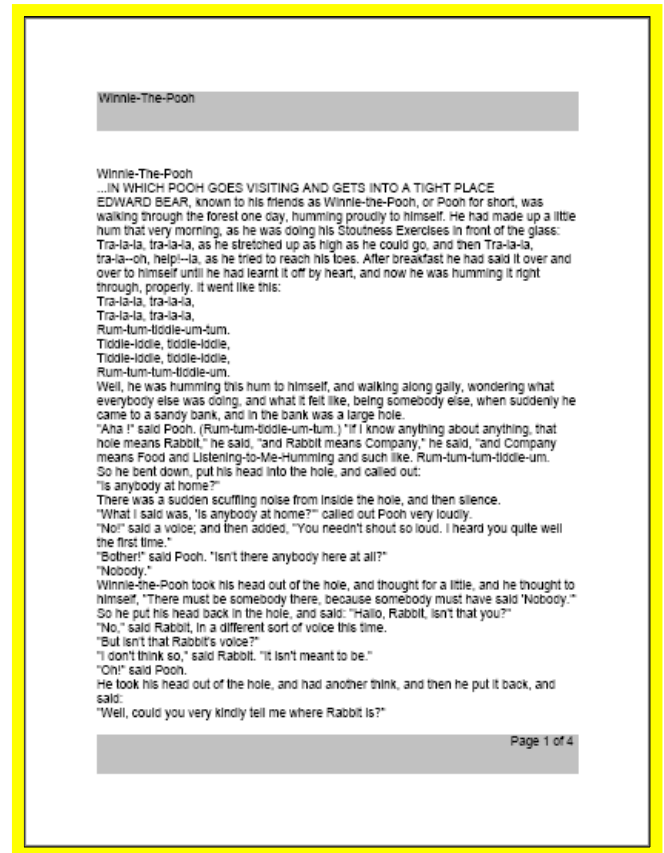 Winnie-The-Pooh
Winnie-The-Pooh
...IN WHICH POOH GOES VISITING AND GETS INTO A TIGHT PLACE
EDWARD BEAR, known to his friends as Winnie-the-Pooh, or Pooh for short, was
walking through the forest one day, humming proudly to himself. He had made up a little
hum that very morning, as he was doing his Stoutness Exercises in front of the glass:
Tra-la-la, tra-la-la, as he stretched up as high as he could go, and then Tra-la-la,
tra-la--oh, help!--la, as he tried to reach his toes. After breakfast he had said it over and
over to himself until he had learnt it off by heart, and now he was humming it right
through, properly. It went like this:
Tra-la-la, tra-la-la,
Tra-la-la, tra-la-la,
Rum-tum-tiddle-um-tum.
Tiddle-iddle, tiddle-iddle,
Tiddle-iddle, tiddle-iddle,
Rum-tum-tum-tiddle-um.
Well, he was humming this hum to himself, and walking along gaily, wondering what
everybody else was doing, and what it felt like, being somebody else, when suddenly he
came to a sandy bank, and in the bank was a large hole.
"Aha !" said Pooh. (Rum-tum-tiddle-um-tum.) "If I know anything about anything, that
hole means Rabbit," he said, "and Rabbit means Company," he said, "and Company
means Food and Listening-to-Me-Humming and such like. Rum-tum-tum-tiddle-um.
So he bent down, put his head into the hole, and called out:
"Is anybody at home?"
There was a sudden scuffling noise from inside the hole, and then silence.
"What I said was, 'Is anybody at home?'" called out Pooh very loudly.
"No!" said a voice; and then added, "You needn't shout so loud. I heard you quite well
the first time."
"Bother!" said Pooh. "Isn't there anybody here at all?"
"Nobody."
Winnie-the-Pooh took his head out of the hole, and thought for a little, and he thought to
himself, "There must be somebody there, because somebody must have said 'Nobody.'"
So he put his head back in the hole, and said: "Hallo, Rabbit, isn't that you?"
"No," said Rabbit, in a different sort of voice this time.
"But isn't that Rabbit's voice?"
"I don't think so," said Rabbit. "It isn't meant to be."
"Oh!" said Pooh.
He took his head out of the hole, and had another think, and then he put it back, and
said:
"Well, could you very kindly tell me where Rabbit is?"
Page 1 of 4